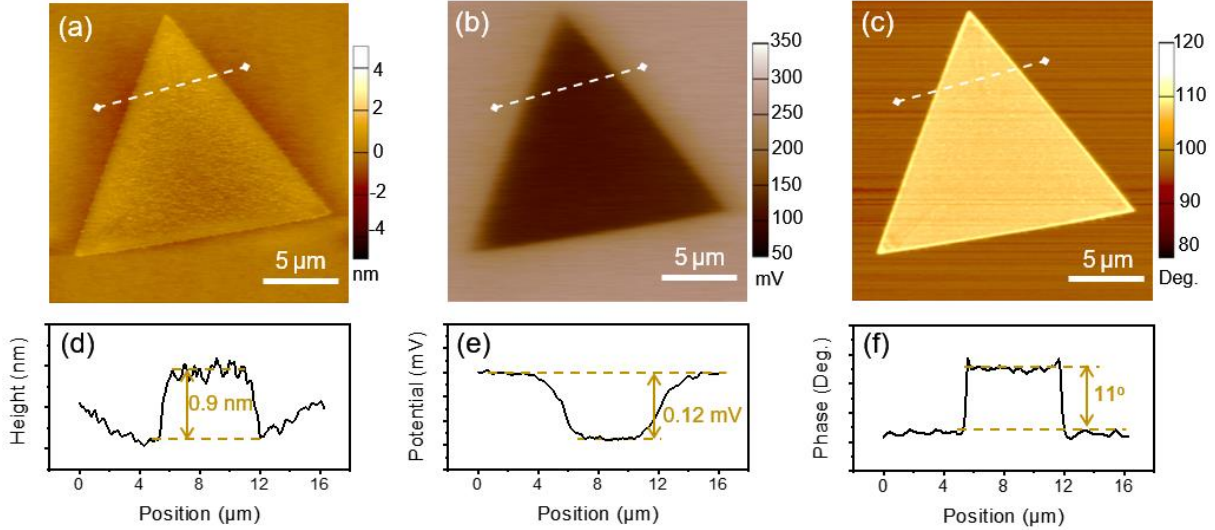 (a)
4
2
0
-2
-4
nm
5 µm
(b)
350
300
250
200
150
100
50
mV
5 µm
(c)
120
110
100
90
80
Deg.
5 µm
(d)
Height (nm)
0.9 nm
0 4 8 12 16
Position (µm)
(e)
Potential (mV)
0.12 mV
0 4 8 12 16
Position (µm)
(f)
Phase (Deg.)
11º
0 4 8 12 16
Position (µm)